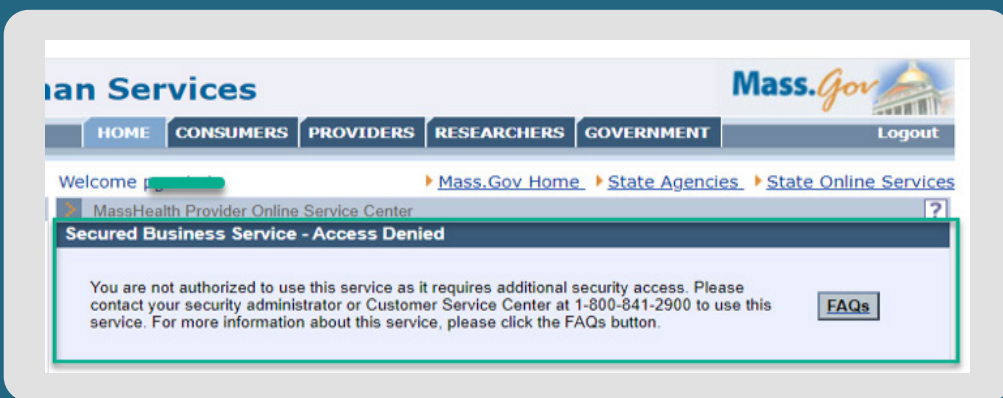 an Services
Mass.Gov
HOME CONSUMERS PROVIDERS RESEARCHERS GOVERNMENT Logout
Welcome Mass.Gov Home State Agencies State Online Services
MassHealth Provider Online Service Center ?
Secured Business Service - Access Denied
You are not authorized to use this service as it requires additional security access. Please
contact your security administrator or Customer Service Center at 1-800-841-2900 to use this
service. For more information about this service, please click the FAQs button.
FAQs